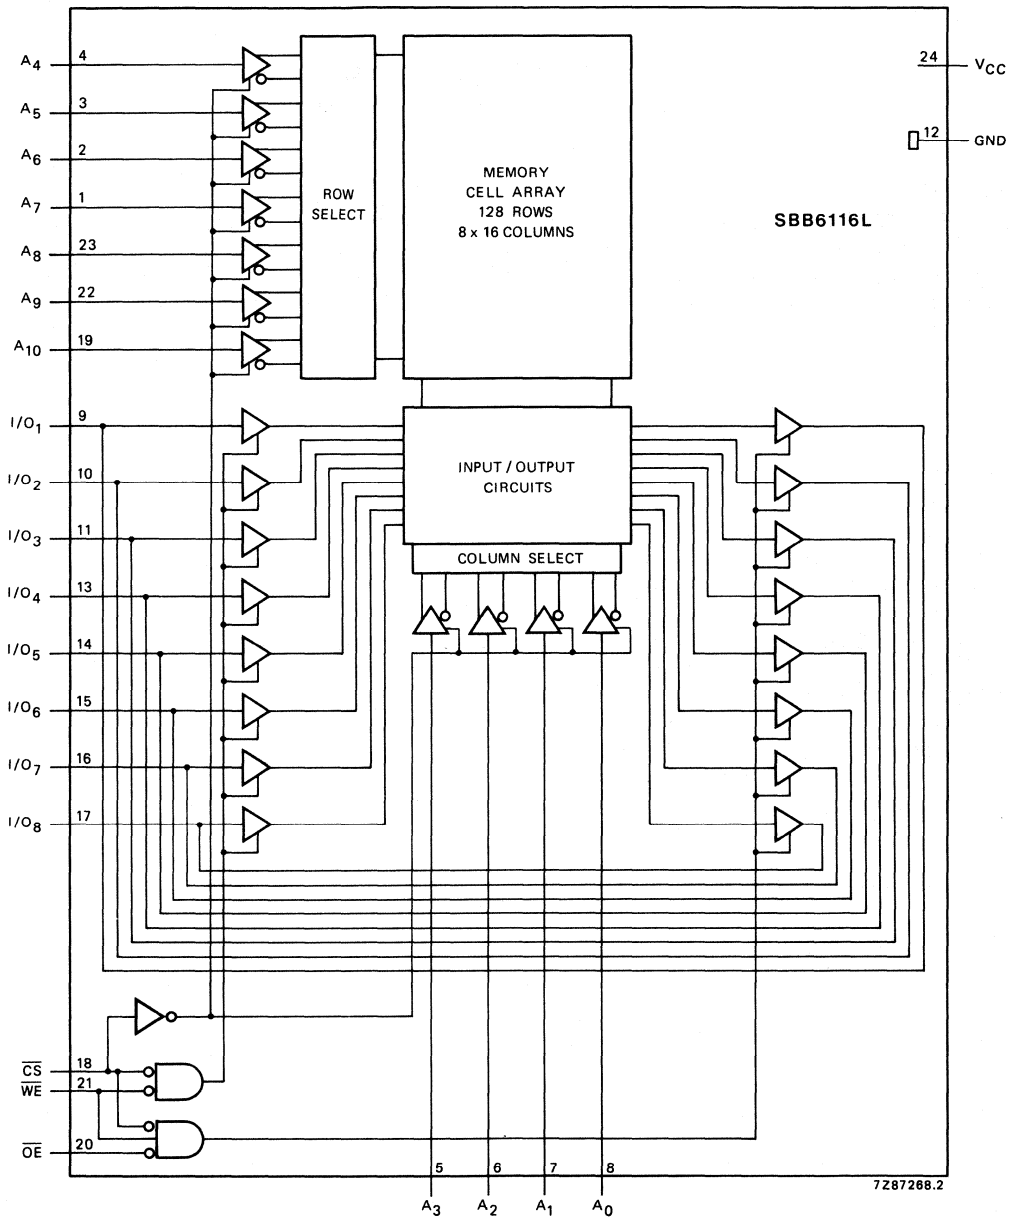 A4 4
A5 3
A6 2
A7 1
A8 23
A9 22
A10 19
I/O1 9
I/O2 10
I/O3 11
I/O4 13
I/O5 14
I/O6 15
I/O7 16
I/O8 17
CS 18
WE 21
OE 20
ROW
SELECT
MEMORY
CELL ARRAY
128 ROWS
8 x 16 COLUMNS
INPUT / OUTPUT
CIRCUITS
COLUMN SELECT
24 VCC
12 GND
SBB6116L
5 6 7 8
7Z87268.2
A3 A2 A1 A0